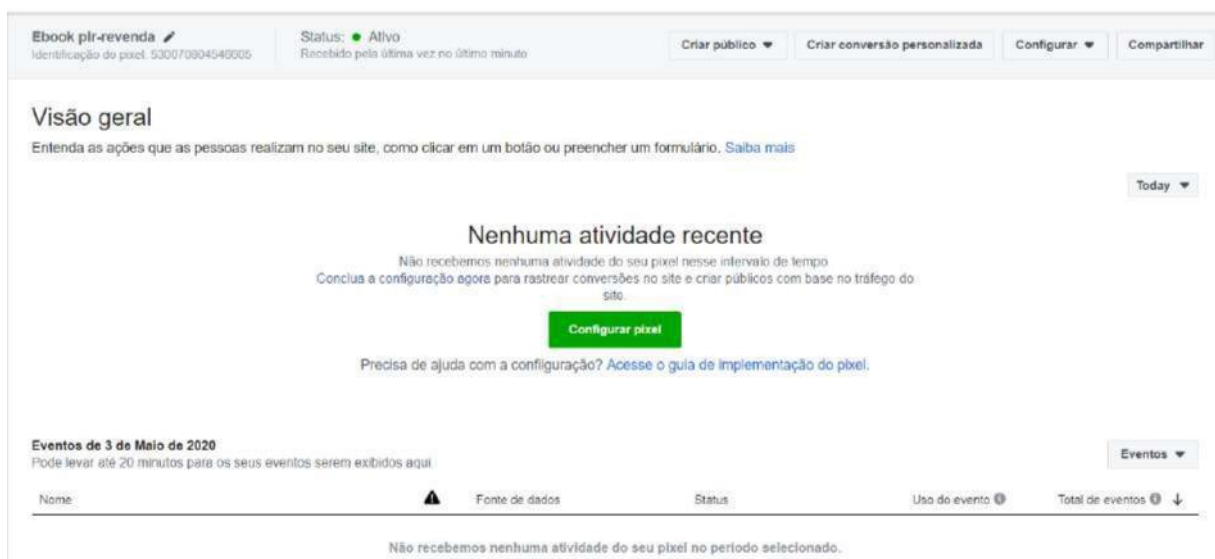 Ebook plr-revenda
Status: Ativo
Identificação do pixel:
Recebido pela última vez no último minuto
Criar público
Criar conversão personalizada
Configurar
Compartilhar
Visão geral
Entenda as ações que as pessoas realizam no seu site, como clicar em um botão ou preencher um formulário. Saiba mais
Today
Nenhuma atividade recente
Não recebemos nenhuma atividade do seu pixel nesse intervalo de tempo
Conclua a configuração agora para rastrear conversões no site e criar públicos com base no tráfego do
site.
Configurar pixel
Precisa de ajuda com a configuração? Acesse o guia de implementação do pixel.
Eventos de 3 de Maio de 2020
Pode levar até 20 minutos para os seus eventos serem exibidos aqui
Eventos
Nome
Fonte de dados
Status
Uso do evento
Total de eventos
Não recebemos nenhuma atividade do seu pixel no período selecionado.